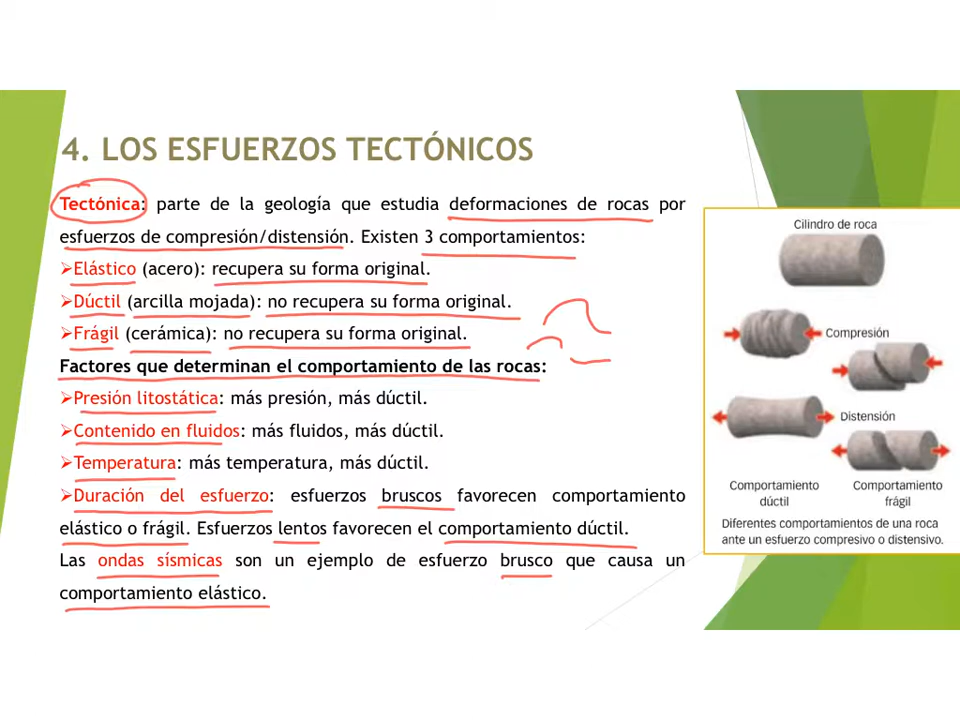 4. LOS ESFUERZOS TECTÓNICOS
Tectónica: parte de la geología que estudia deformaciones de rocas por
esfuerzos de compresión/distensión. Existen 3 comportamientos:
➢Elástico (acero): recupera su forma original.
➢Dúctil (arcilla mojada): no recupera su forma original.
➢Frágil (cerámica): no recupera su forma original.
Factores que determinan el comportamiento de las rocas:
➢Presión litostática: más presión, más dúctil.
➢Contenido en fluidos: más fluidos, más dúctil.
➢Temperatura: más temperatura, más dúctil.
➢Duración del esfuerzo: esfuerzos bruscos favorecen comportamiento
elástico o frágil. Esfuerzos lentos favorecen el comportamiento dúctil.
Las ondas sísmicas son un ejemplo de esfuerzo brusco que causa un
comportamiento elástico.
Cilindro de roca
Compresión
Distensión
Comportamiento
dúctil
Comportamiento
frágil
Diferentes comportamientos de una roca
ante un esfuerzo compresivo o distensivo.